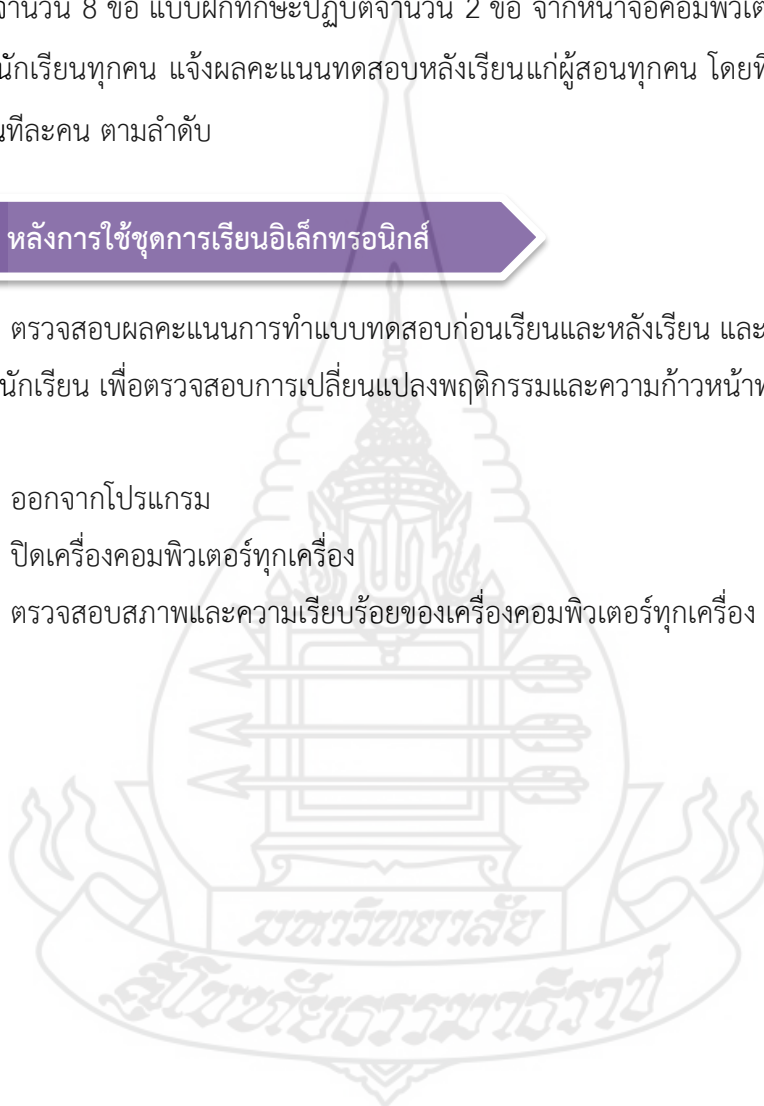 จำนวน 8 ข้อ แบบฝึกทักษะปฏิบัติจำนวน 2 ข้อ จากหน้าจอคอมพิวเต
นักเรียนทุกคน แจ้งผลคะแนนทดสอบหลังเรียนแก่ผู้สอนทุกคน โดยที
นทีละคน ตามลำดับ
หลังการใช้ชุดการเรียนอิเล็กทรอนิกส์
ตรวจสอบผลคะแนนการทำแบบทดสอบก่อนเรียนและหลังเรียน และ
นักเรียน เพื่อตรวจสอบการเปลี่ยนแปลงพฤติกรรมและความก้าวหน้าท
ออกจากโปรแกรม
ปิดเครื่องคอมพิวเตอร์ทุกเครื่อง
ตรวจสอบสภาพและความเรียบร้อยของเครื่องคอมพิวเตอร์ทุกเครื่อง
มหาวิทยาลัย
สุโขทัยธรรมาธิราช